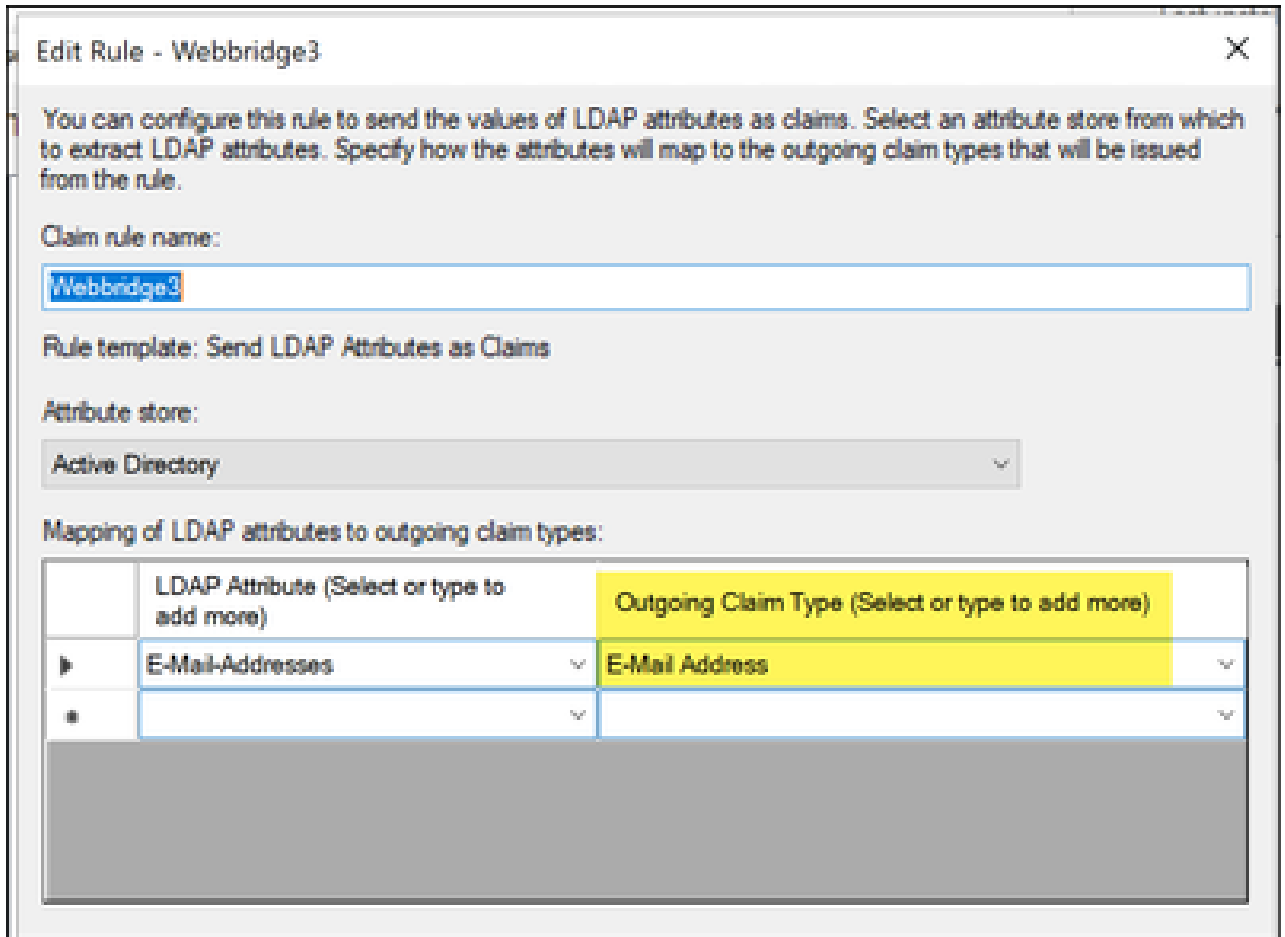 Edit Rule - Webbridge3
You can configure this rule to send the values of LDAP attributes as claims. Select an attribute store from which
to extract LDAP attributes. Specify how the attributes will map to the outgoing claim types that will be issued
from the rule.
Claim rule name:
Webbridge3
Rule template: Send LDAP Attributes as Claims
Attribute store:
Active Directory
Mapping of LDAP attributes to outgoing claim types:
LDAP Attribute (Select or type to
add more)
Outgoing Claim Type (Select or type to add more)
E-Mail-Addresses
E-Mail Address